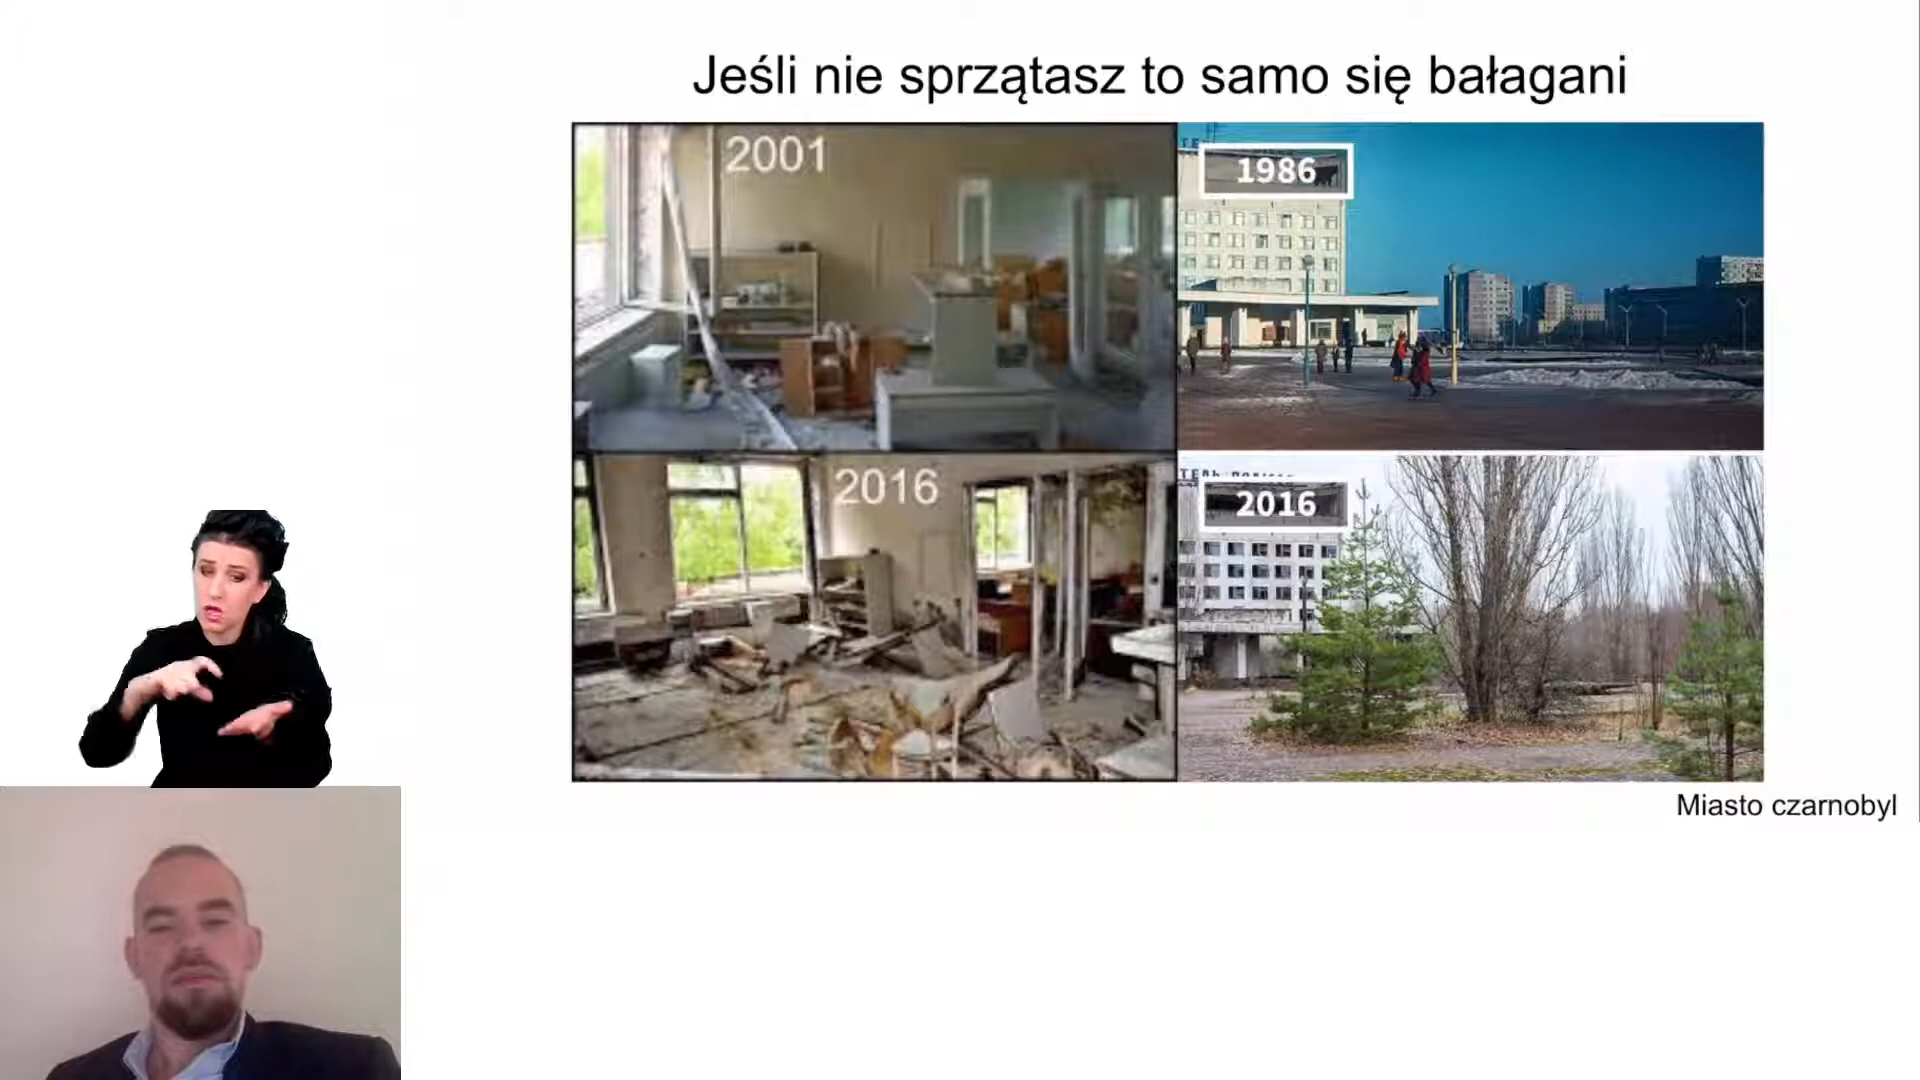 Jeśli nie sprzątasz to samo się bałagani
2001
1986
2016
2016
Miasto czarnobyl